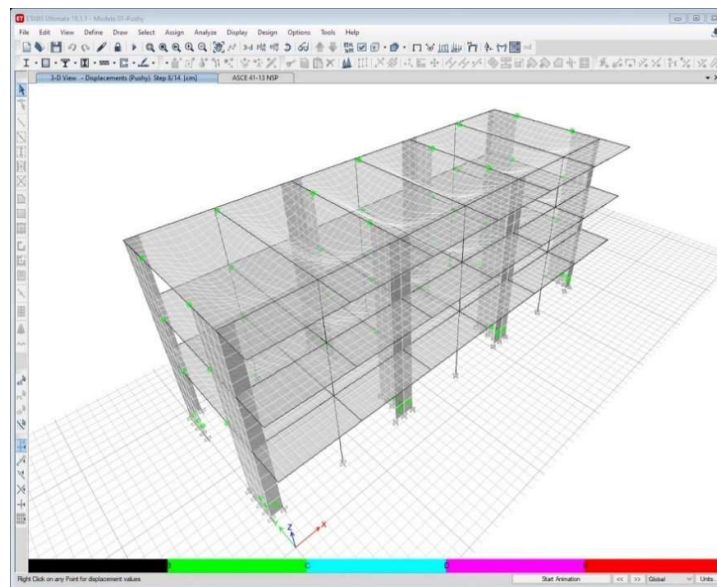 ETABS Ultimate 18.1.1 - Modelo 01-Pushy
File Edit View Define Draw Select Assign Analyze Display Design Options Tools Help
3-D View - Displacements (Pushy) Step 8/14 [cm]
ASCE 41-13 NSP
X
Z
B C D E
Right Click on any Point for displacement values
Start Animation << >> Global Units...